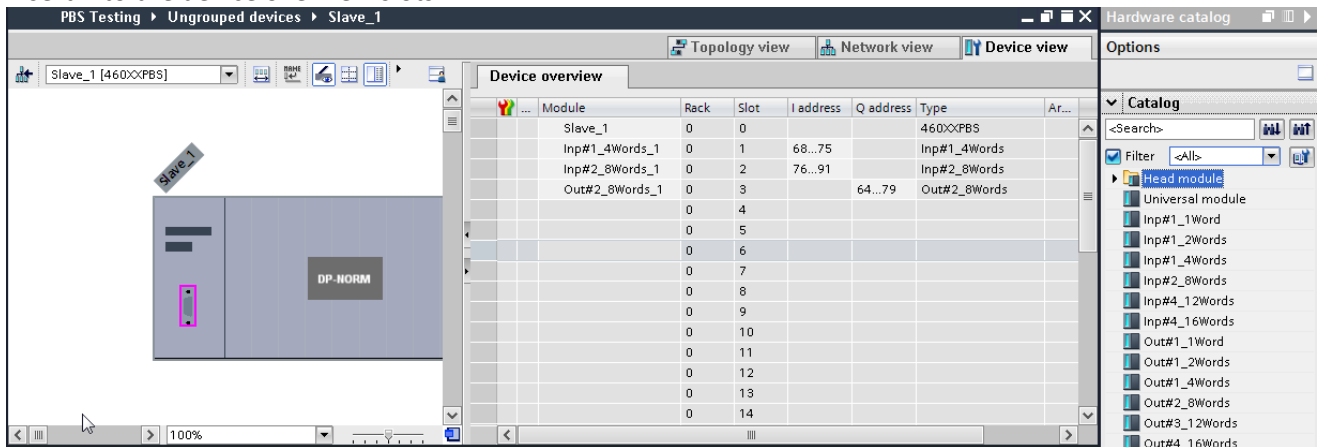 PBS Testing ▸ Ungrouped devices ▸ Slave_1
Topology view
Network view
Device view
Slave_1 [460XXPBS]
Slave_1
DP-NORM
100%
Device overview
... Module Rack Slot I address Q address Type Ar...
Slave_1 0 0 460XXPBS
Inp#1_4Words_1 0 1 68...75 Inp#1_4Words
Inp#2_8Words_1 0 2 76...91 Inp#2_8Words
Out#2_8Words_1 0 3 64...79 Out#2_8Words
0 4
0 5
0 6
0 7
0 8
0 9
0 10
0 11
0 12
0 13
0 14
Hardware catalog
Options
Catalog
<Search>
Filter <All>
Head module
Universal module
Inp#1_1Word
Inp#1_2Words
Inp#1_4Words
Inp#2_8Words
Inp#4_12Words
Inp#4_16Words
Out#1_1Word
Out#1_2Words
Out#1_4Words
Out#2_8Words
Out#3_12Words
Out#4_16Words